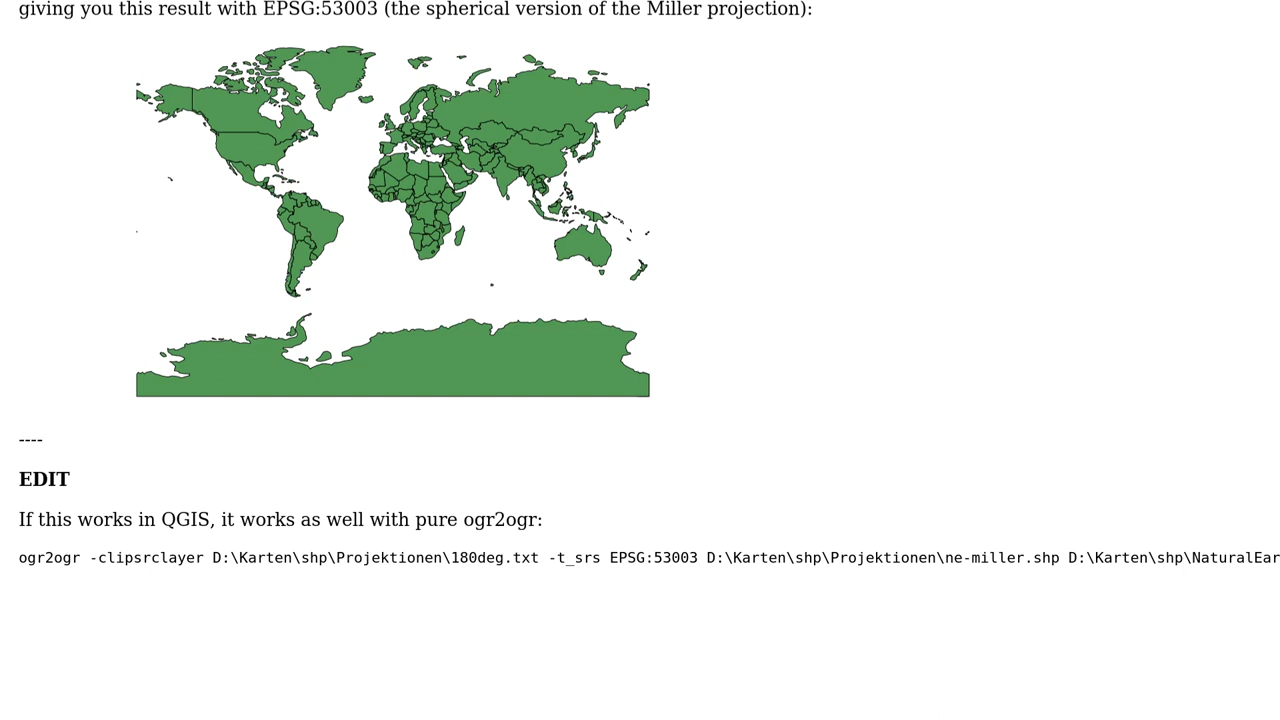 giving you this result with EPSG:53003 (the spherical version of the Miller projection):
----
EDIT
If this works in QGIS, it works as well with pure ogr2ogr:
ogr2ogr -clipsrclayer D:\Karten\shp\Projektionen\180deg.txt -t_srs EPSG:53003 D:\Karten\shp\Projektionen\ne-miller.shp D:\Karten\shp\NaturalEar